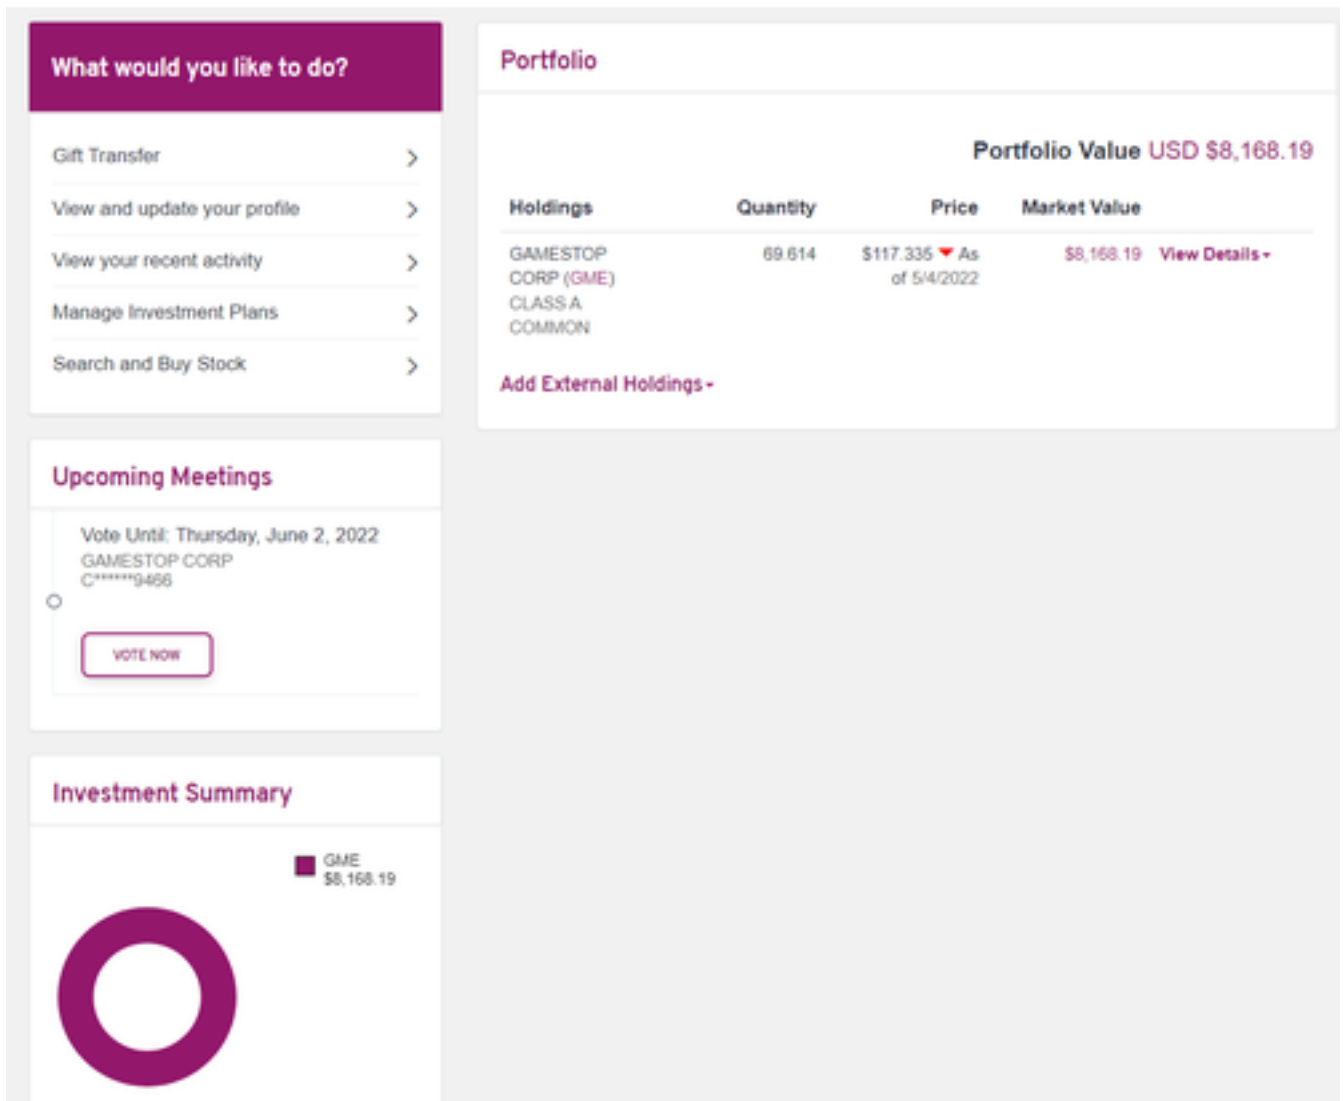 What would you like to do?
Gift Transfer
View and update your profile
View your recent activity
Manage Investment Plans
Search and Buy Stock
Upcoming Meetings
Vote Until: Thursday, June 2, 2022
GAMESTOP CORP
C******9466
VOTE NOW
Investment Summary
GME
$8,168.19
Portfolio
Portfolio Value USD $8,168.19
Holdings Quantity Price Market Value
GAMESTOP 69.614 $117.335 As $8,168.19 View Details
CORP (GME) of 5/4/2022
CLASS A
COMMON
Add External Holdings